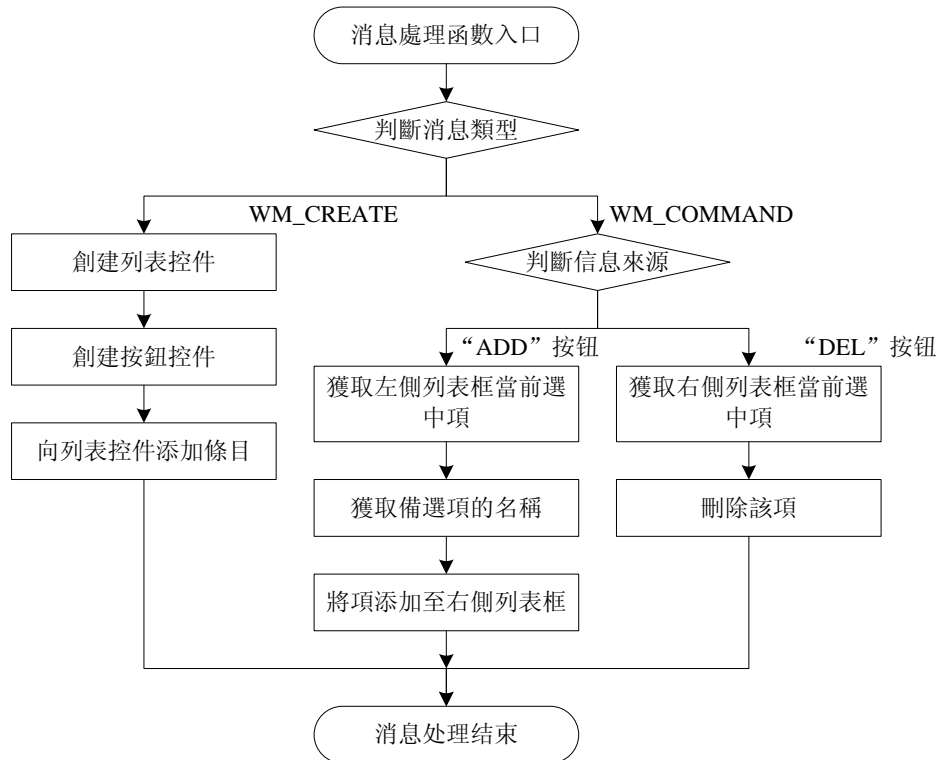 消息處理函數入口
判斷消息類型
WM_CREATE
WM_COMMAND
創建列表控件
判斷信息來源
創建按鈕控件
“ADD”按钮
“DEL”按钮
獲取左側列表框當前選
中項
獲取右側列表框當前選
中項
向列表控件添加條目
獲取備選項的名稱
刪除該項
將項添加至右側列表框
消息处理结束